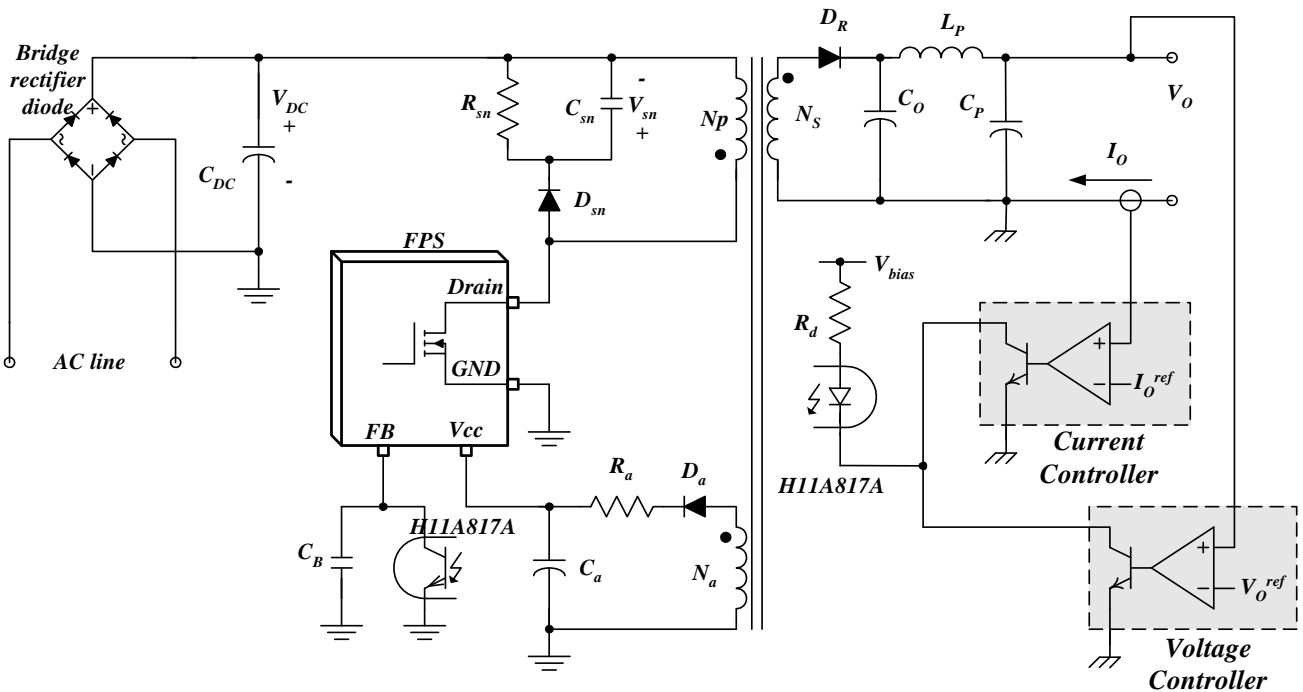 Bridge
rectifier
diode
+
-
V_DC
+
C_DC
-
AC line
R_sn
C_sn
-
V_sn
+
D_sn
Np
N_S
D_R
L_P
C_O
C_P
V_O
I_O
FPS
Drain
GND
FB
Vcc
V_bias
R_d
H11A817A
+
-
I_O^ref
Current
Controller
R_a
D_a
H11A817A
C_B
C_a
N_a
+
-
V_O^ref
Voltage
Controller